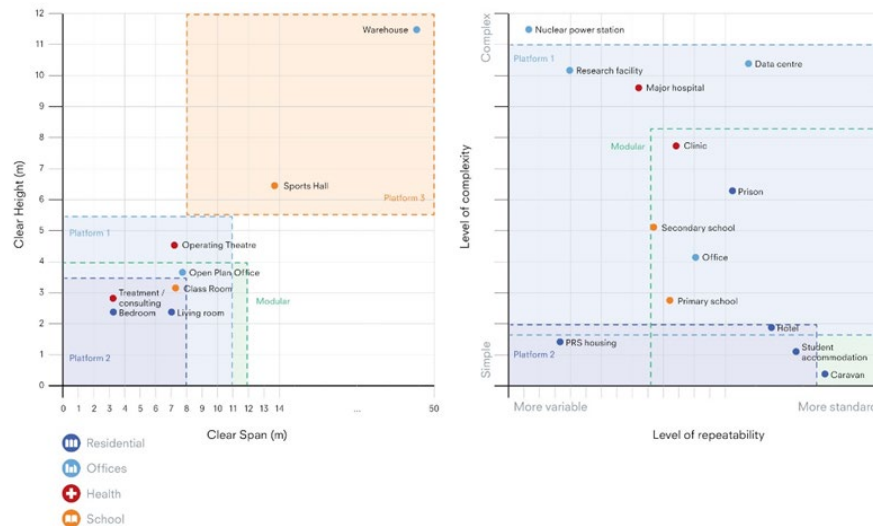 12
11
10
9
8
7
6
5
4
3
2
1
0
Clear Height (m)
Warehouse
Sports Hall
Platform 3
Platform 1
Operating Theatre
Open Plan Office
Class Room
Treatment /
consulting
Bedroom
Living room
Modular
Platform 2
0 1 2 3 4 5 6 7 8 9 10 11 12 13 14 ... 50
Clear Span (m)
Residential
Offices
Health
School
Complex
Level of complexity
Simple
Nuclear power station
Platform 1
Research facility
Data centre
Major hospital
Modular
Clinic
Prison
Secondary school
Office
Primary school
Hotel
PRS housing
Platform 2
Student
accommodation
Caravan
More variable
More standard
Level of repeatability